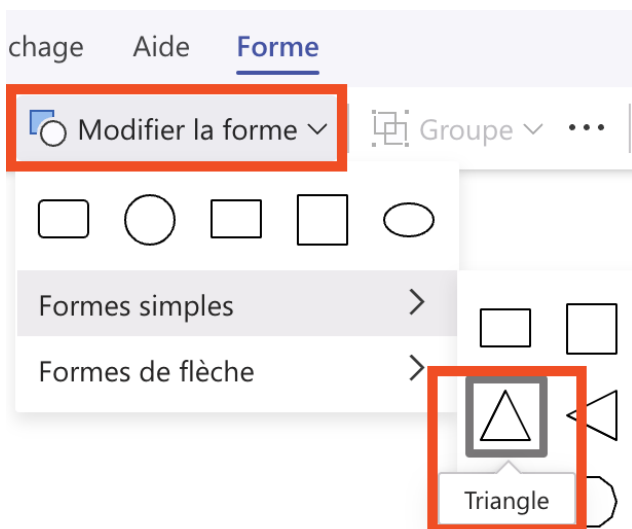 chage Aide Forme
Modifier la forme Groupe
Formes simples
Formes de flèche
Triangle